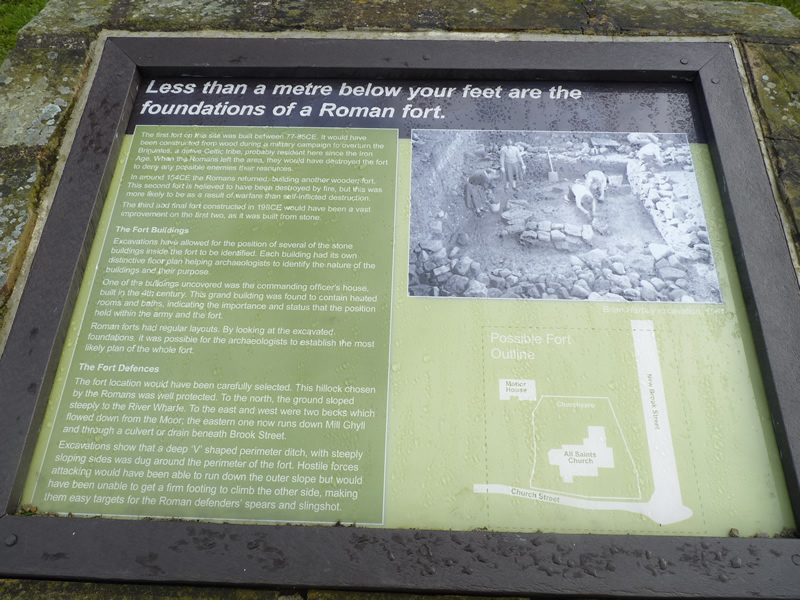 Less than a metre below your feet are the
foundations of a Roman fort.
The first fort on this site was built between 77-85CE. It would have
been constructed from wood during a military campaign to overturn the
Brigantes, a native Celtic tribe, probably resident here since the Iron
Age. When the Romans left the area, they would have destroyed the fort
to deny any possible enemies their resources.
In around 154CE the Romans returned, building another wooden fort.
This second fort is believed to have been destroyed by fire, but this was
more likely to be as a result of warfare than self-inflicted destruction.
The third and final fort constructed in 198CE would have been a vast
improvement on the first two, as it was built from stone.
The Fort Buildings
Excavations have allowed for the position of several of the stone
buildings inside the fort to be identified. Each building had its own
distinctive floor plan helping archaeologists to identify the nature of the
buildings and their purpose.
One of the buildings uncovered was the commanding officer's house,
built in the 4th century. This grand building was found to contain heated
rooms and baths, indicating the importance and status that the position
held within the army and the fort.
Roman forts had regular layouts. By looking at the excavated
foundations, it was possible for the archaeologists to establish the most
likely plan of the whole fort.
The Fort Defences
The fort location would have been carefully selected. This hillock chosen
by the Romans was well protected. To the north, the ground sloped
steeply to the River Wharfe. To the east and west were two becks which
flowed down from the Moor; the eastern one now runs down Mill Ghyll
and through a culvert or drain beneath Brook Street.
Excavations show that a deep 'V' shaped perimeter ditch, with steeply
sloping sides was dug around the perimeter of the fort. Hostile forces
attacking would have been able to run down the outer slope but would
have been unable to get a firm footing to climb the other side, making
them easy targets for the Roman defenders' spears and slingshot.
Brian
Possible Fort
Outline
Manor
House
Churchyard
All Saints
Church
New Brook Street
Church Street